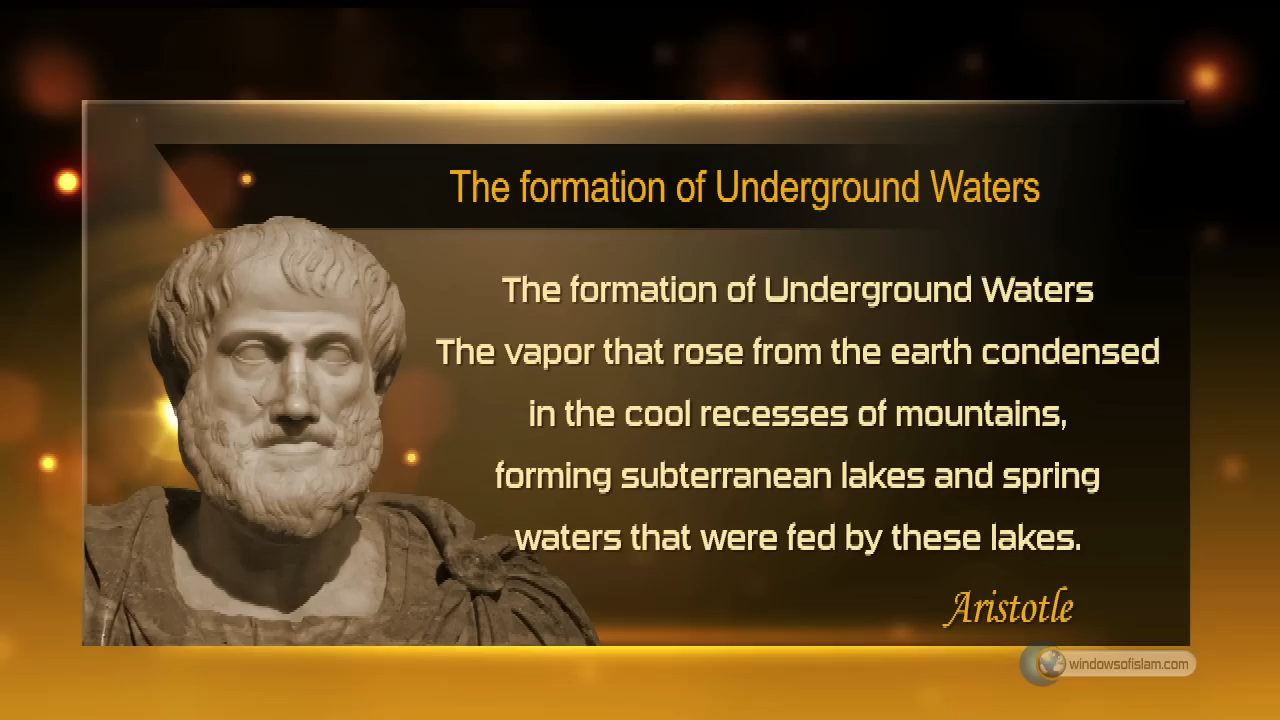 The formation of Underground Waters
The formation of Underground Waters
The vapor that rose from the earth condensed
in the cool recesses of mountains,
forming subterranean lakes and spring
waters that were fed by these lakes.
Aristotle
windowsofislam.com